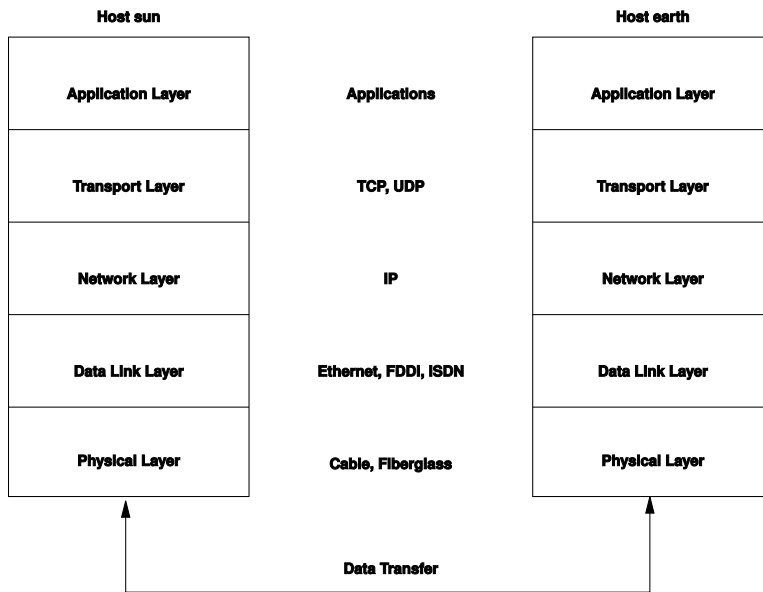 Host sun
Host earth
Application Layer
Applications
Application Layer
Transport Layer
TCP, UDP
Transport Layer
Network Layer
IP
Network Layer
Data Link Layer
Ethernet, FDDI, ISDN
Data Link Layer
Physical Layer
Cable, Fiberglass
Physical Layer
Data Transfer